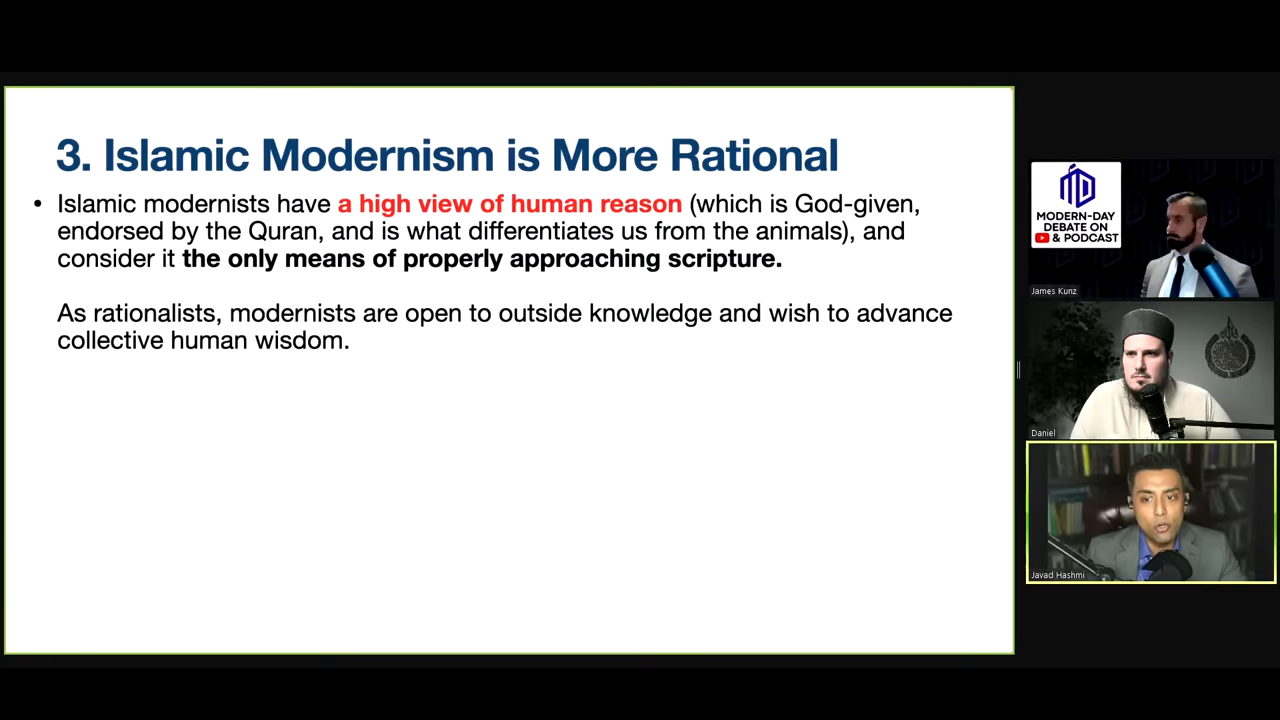 3. Islamic Modernism is More Rational
• Islamic modernists have a high view of human reason (which is God-given,
endorsed by the Quran, and is what differentiates us from the animals), and
consider it the only means of properly approaching scripture.
As rationalists, modernists are open to outside knowledge and wish to advance
collective human wisdom.
MODERN-DAY
DEBATE ON
& PODCAST
James Kunz
Daniel
Javad Hashmi